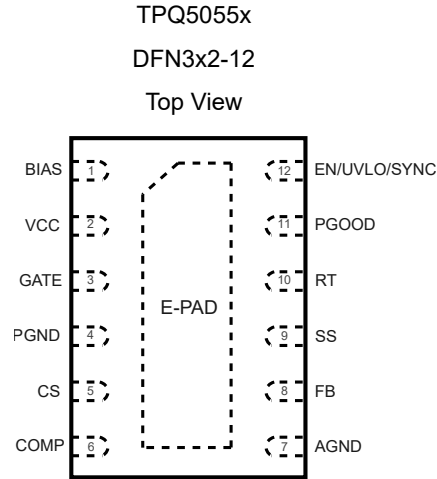 TPQ5055x
DFN3x2-12
Top View
BIAS 1 12 EN/UVLO/SYNC
VCC 2 11 PGOOD
GATE 3 10 RT
E-PAD
PGND 4 9 SS
CS 5 8 FB
COMP 6 7 AGND